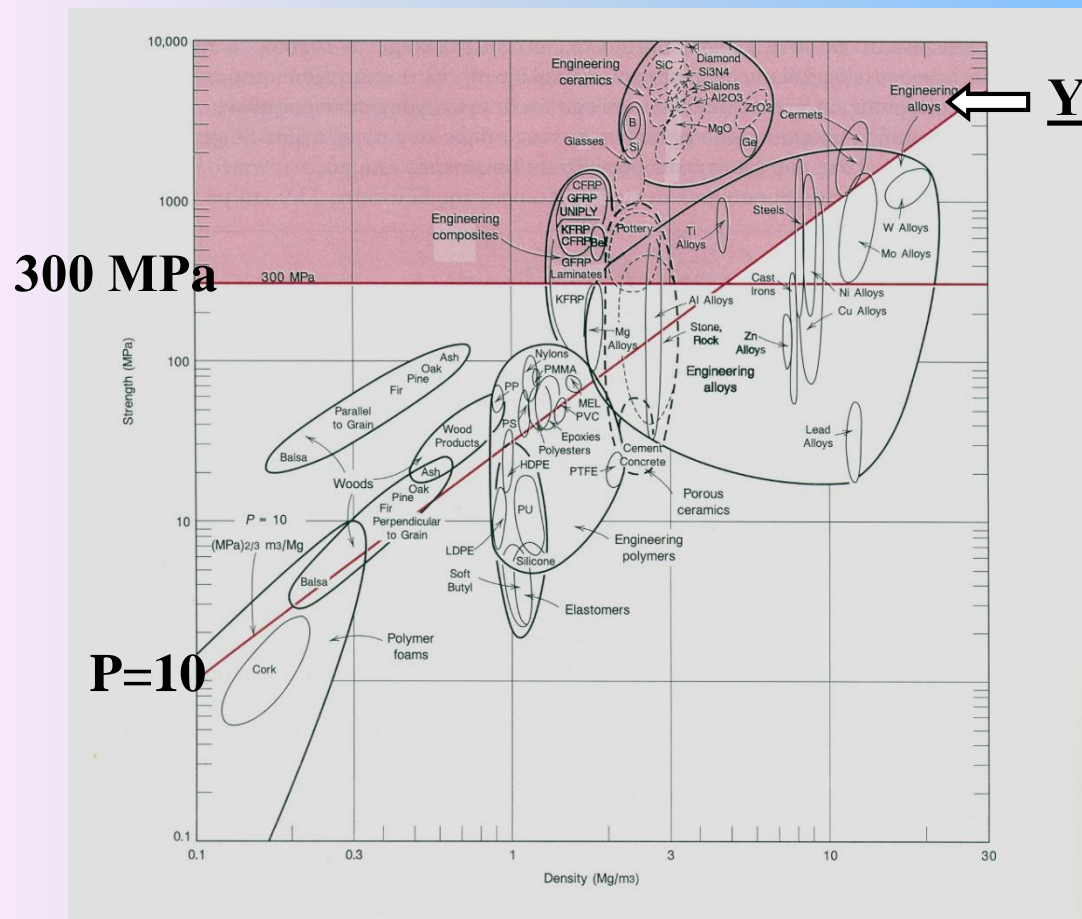 10,000
Engineering
ceramics
SiC
Diamond
Si3N4
Sialons
Al2O3
ZrO2
MgO
B
Si
Ge
Glasses
Cermets
Engineering
alloys
Y
1000
CFRP
GFRP
UNIPLY
KFRP
CFRP
Be
GFRP
Laminates
Engineering
composites
Pottery
Ti
Alloys
Steels
W Alloys
Mo Alloys
300 MPa
300 MPa
KFRP
Cast
Irons
Ni Alloys
Cu Alloys
Al Alloys
Mg
Alloys
Stone,
Rock
Zn
Alloys
Engineering
alloys
Strength (MPa)
100
Ash
Oak
Pine
Fir
Parallel
to Grain
Balsa
Nylons
PMMA
PP
MEL
PVC
PS
Epoxies
Polyesters
HDPE
PTFE
Cement
Concrete
Lead
Alloys
Wood
Products
Woods
Ash
Oak
Pine
Fir
Perpendicular
to Grain
Porous
ceramics
10
P = 10
(MPa)2/3 m3/Mg
PU
LDPE
Silicone
Engineering
polymers
Soft
Butyl
Elastomers
Balsa
Polymer
foams
P=10
Cork
0.1
0.1
0.3
1
3
10
30
Density (Mg/m3)